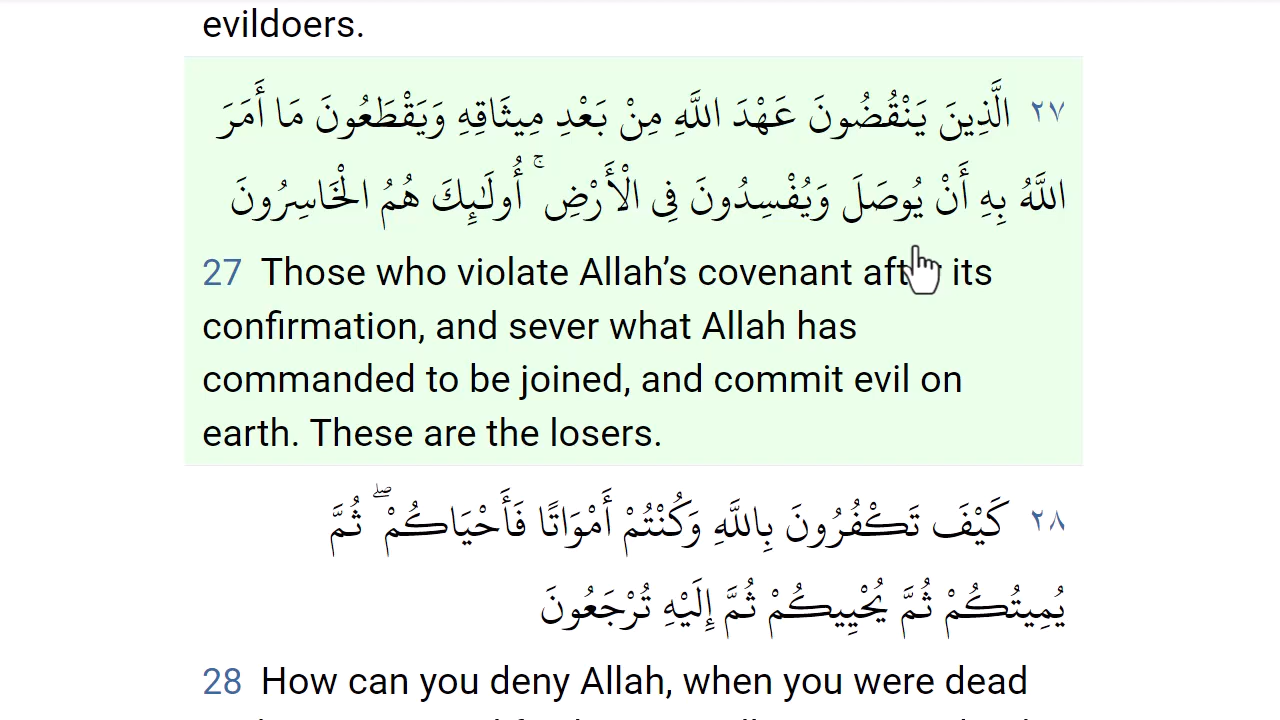 evildoers.
٢٧ الَّذِينَ يَنْقُضُونَ عَهْدَ اللَّهِ مِنْ بَعْدِ مِيثَاقِهِ وَيَقْطَعُونَ مَا أَمَرَ
اللَّهُ بِهِ أَنْ يُوصَلَ وَيُفْسِدُونَ فِى الْأَرْضِ ۚ أُولَٰئِكَ هُمُ الْخَاسِرُونَ
27 Those who violate Allah’s covenant after its
confirmation, and sever what Allah has
commanded to be joined, and commit evil on
earth. These are the losers.
٢٨ كَيْفَ تَكْفُرُونَ بِاللَّهِ وَكُنْتُمْ أَمْوَاتًا فَأَحْيَاكُمْ ۖ ثُمَّ
يُمِيتُكُمْ ثُمَّ يُحْيِيكُمْ ثُمَّ إِلَيْهِ تُرْجَعُونَ
28 How can you deny Allah, when you were dead